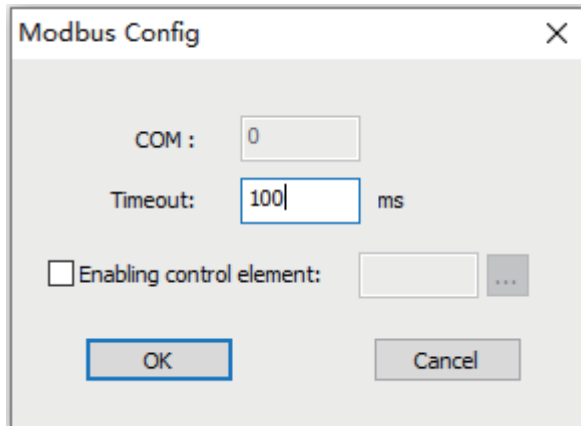 Modbus Config
COM : 0
Timeout: 100 ms
Enabling control element: ...
OK Cancel